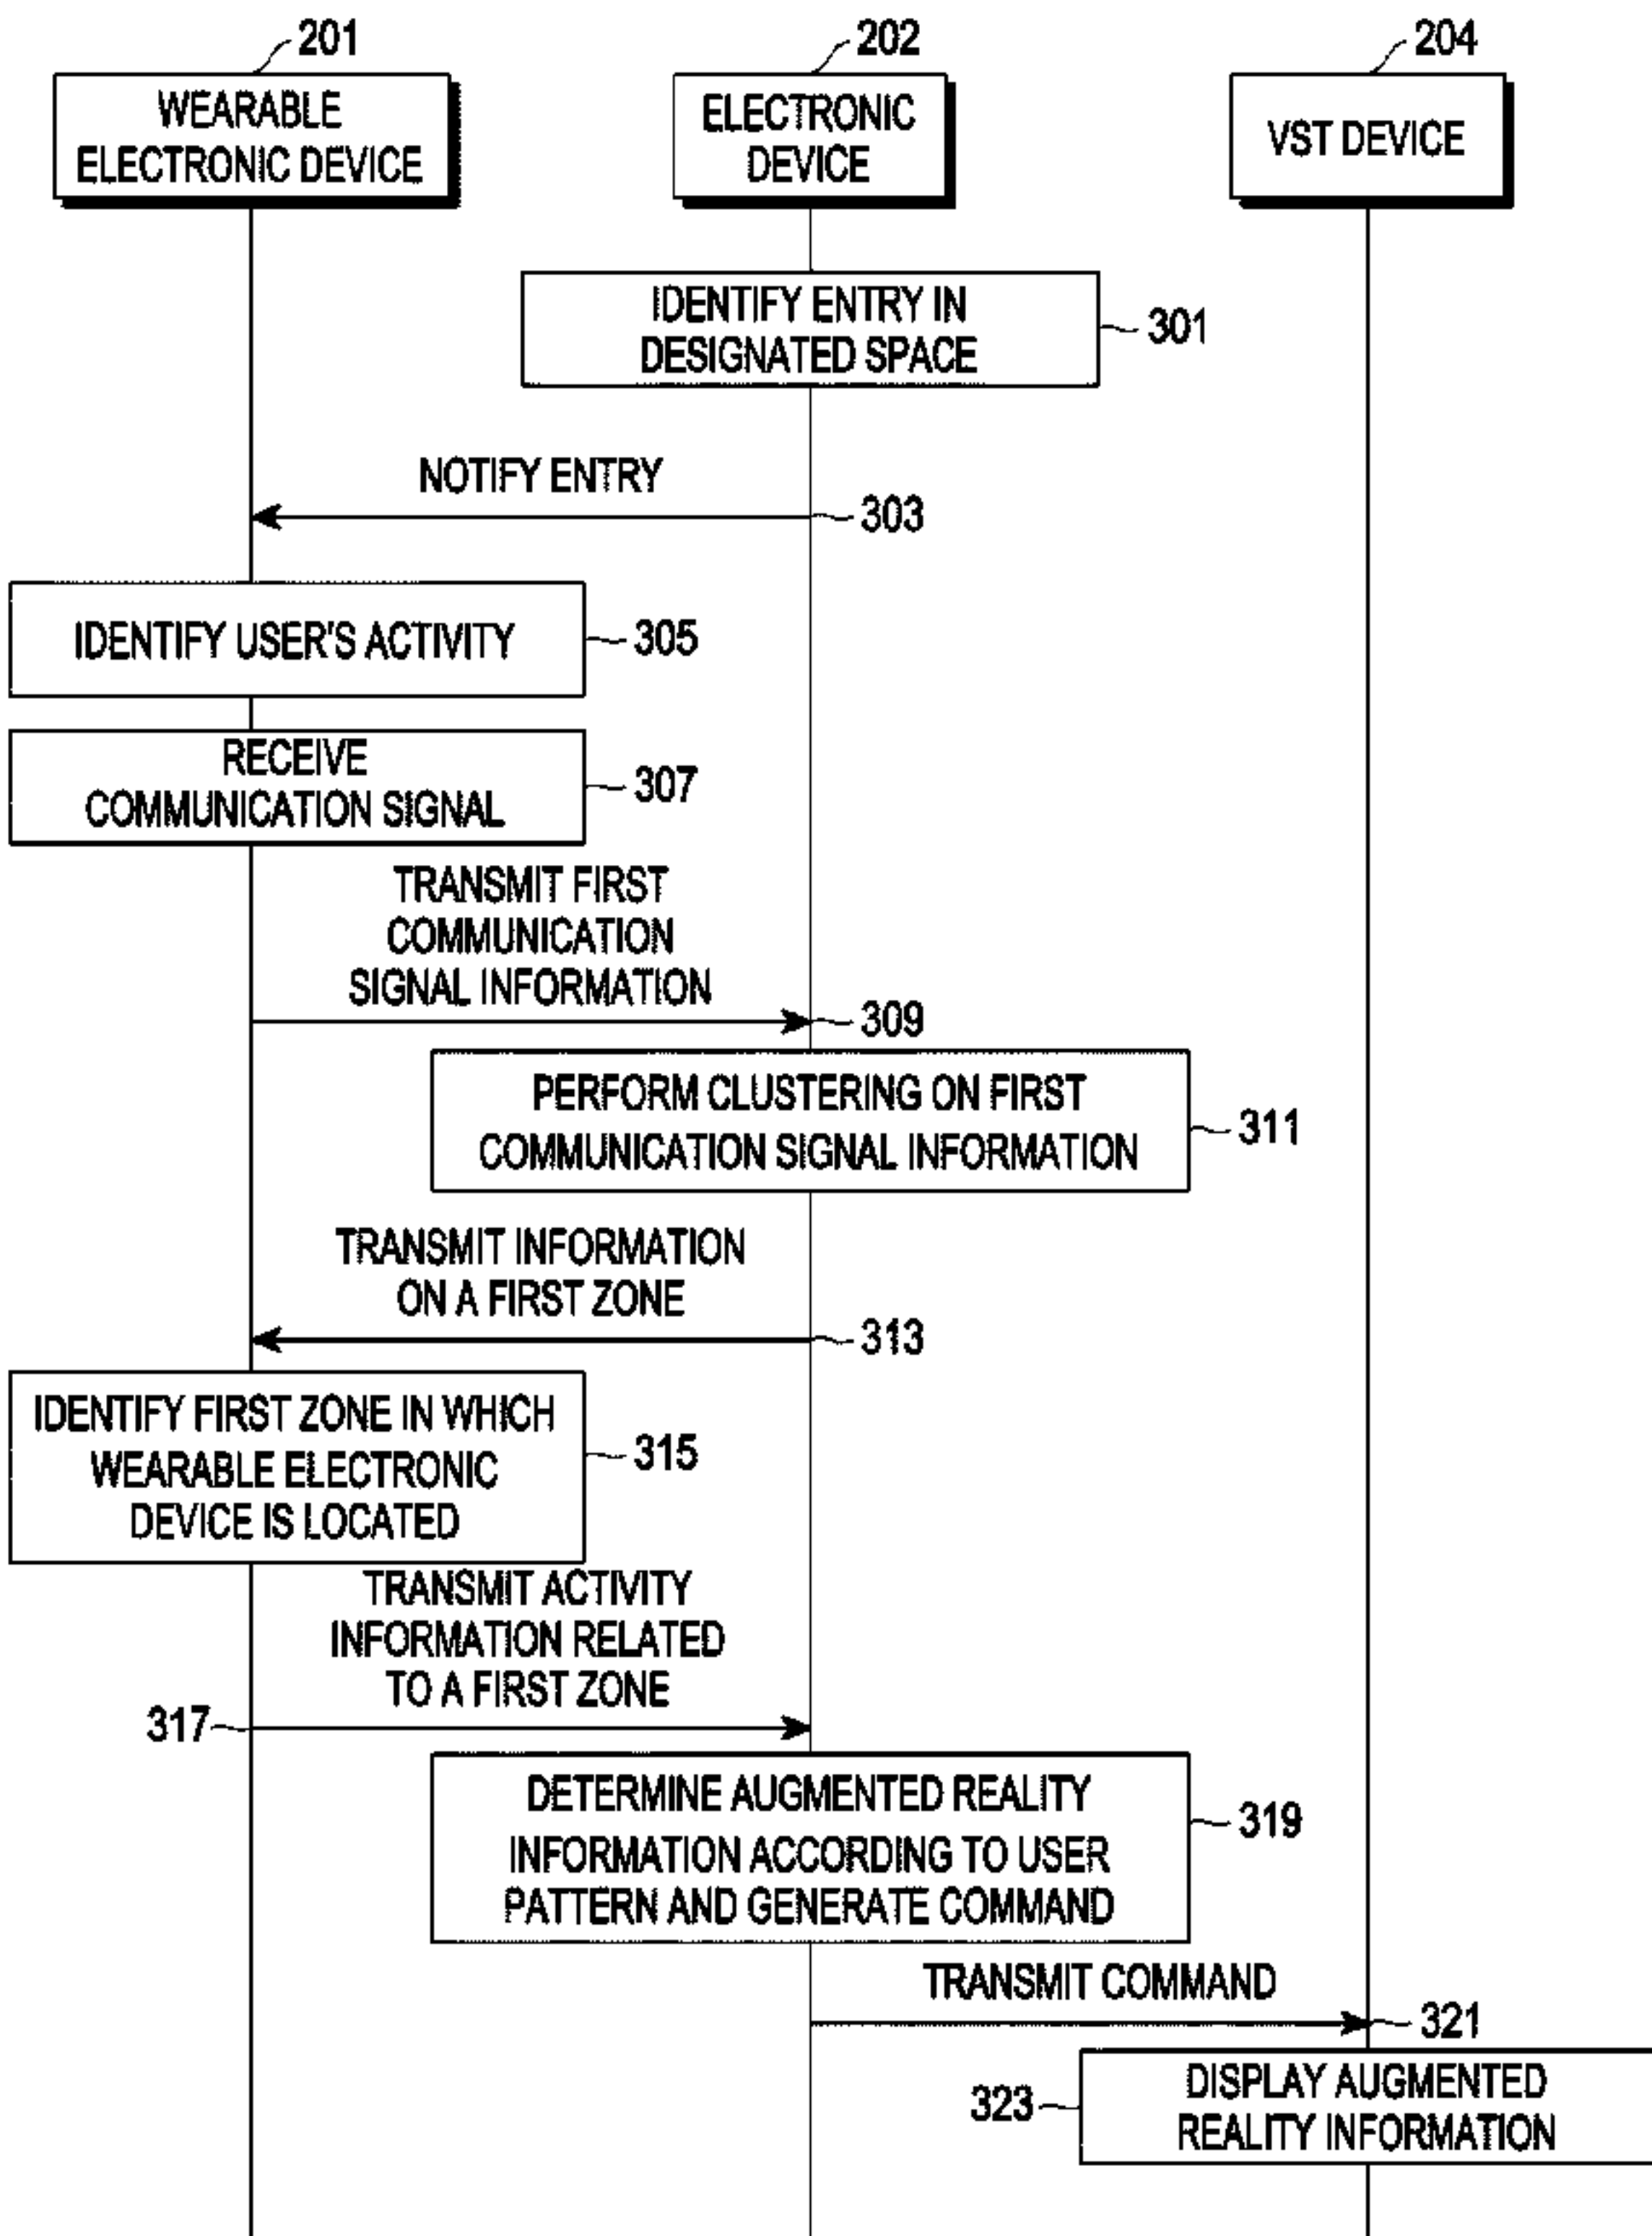 201
202
204
WEARABLE
ELECTRONIC DEVICE
ELECTRONIC
DEVICE
VST DEVICE
IDENTIFY ENTRY IN
DESIGNATED SPACE
301
NOTIFY ENTRY
303
IDENTIFY USER'S ACTIVITY
305
RECEIVE
COMMUNICATION SIGNAL
307
TRANSMIT FIRST
COMMUNICATION
SIGNAL INFORMATION
309
PERFORM CLUSTERING ON FIRST
COMMUNICATION SIGNAL INFORMATION
311
TRANSMIT INFORMATION
ON A FIRST ZONE
313
IDENTIFY FIRST ZONE IN WHICH
WEARABLE ELECTRONIC
DEVICE IS LOCATED
315
TRANSMIT ACTIVITY
INFORMATION RELATED
TO A FIRST ZONE
317
DETERMINE AUGMENTED REALITY
INFORMATION ACCORDING TO USER
PATTERN AND GENERATE COMMAND
319
TRANSMIT COMMAND
321
DISPLAY AUGMENTED
REALITY INFORMATION
323